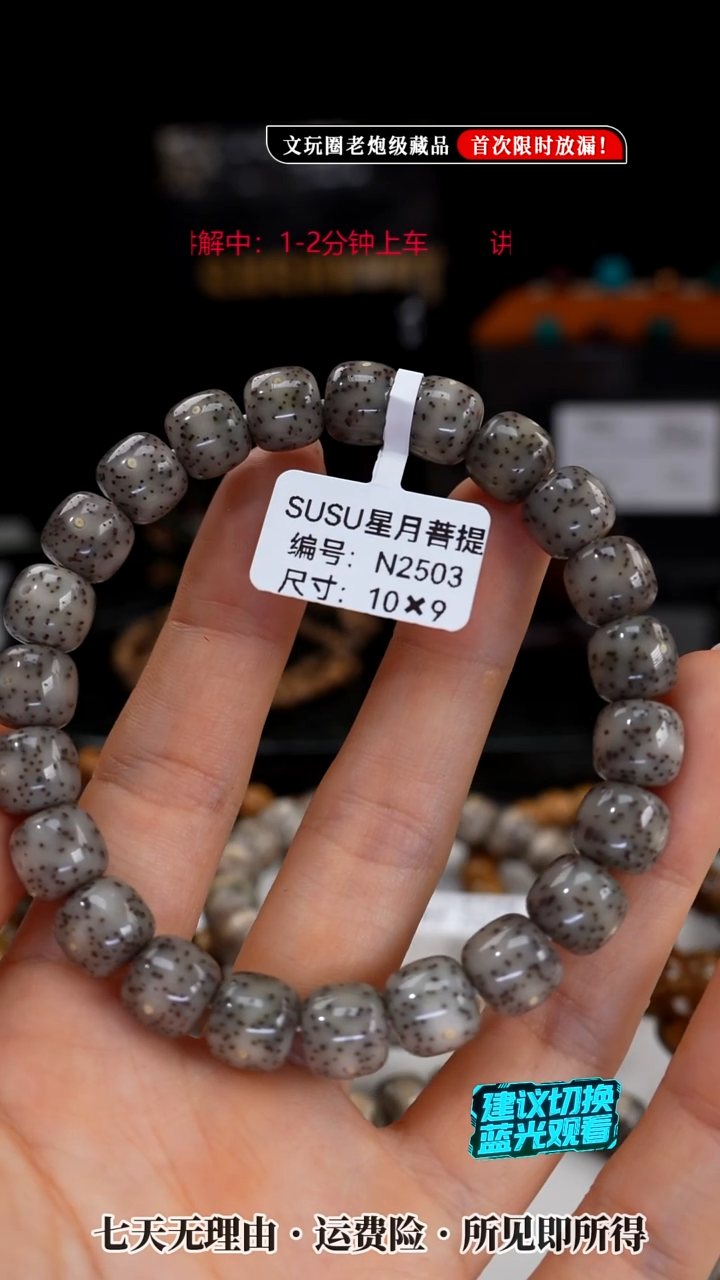 文玩圈老炮级藏品 首次限时放漏！
讲解中：1-2分钟上车 讲
SUSU星月菩提
编号：N2503
尺寸：10✖9
建议切换
蓝光观看
七天无理由·运费险·所见即所得